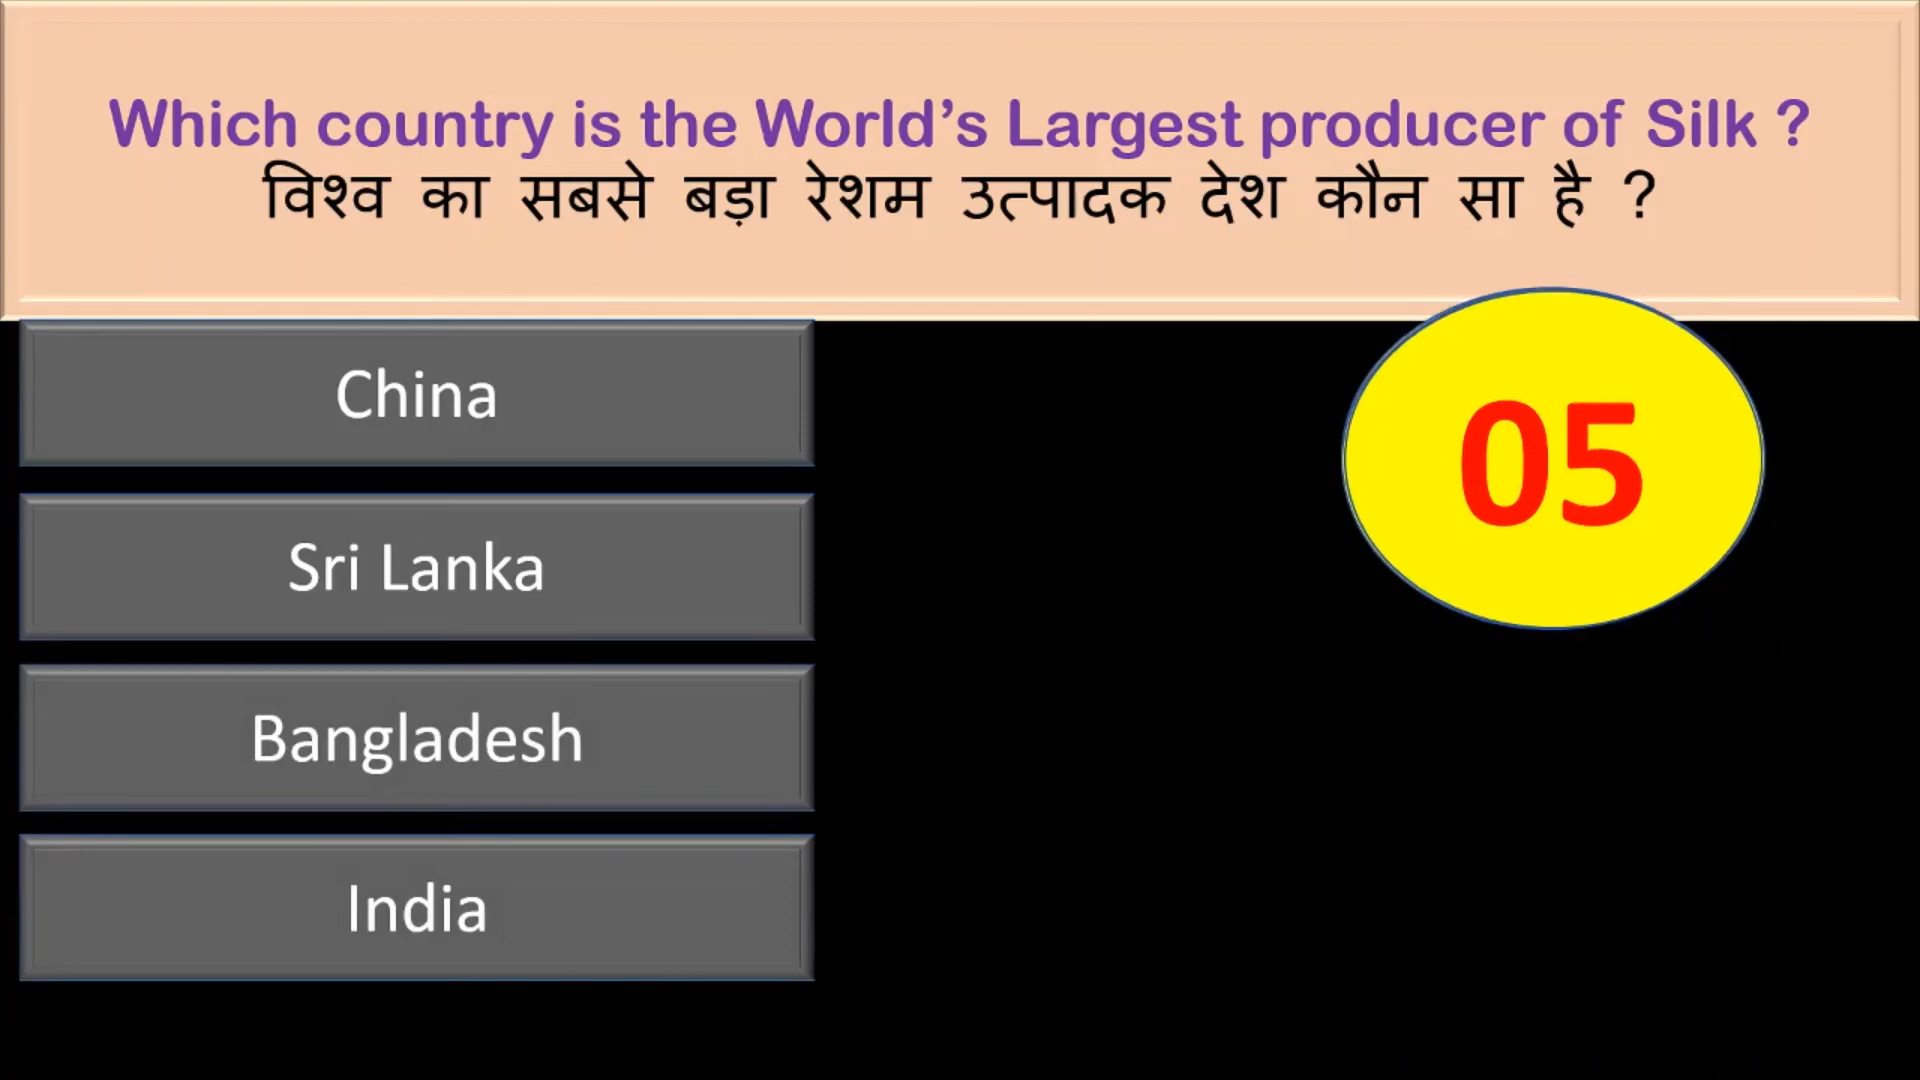 Which country is the World’s Largest producer of Silk ?
विश्व का सबसे बड़ा रेशम उत्पादक देश कौन सा है ?
05
China
Sri Lanka
Bangladesh
India